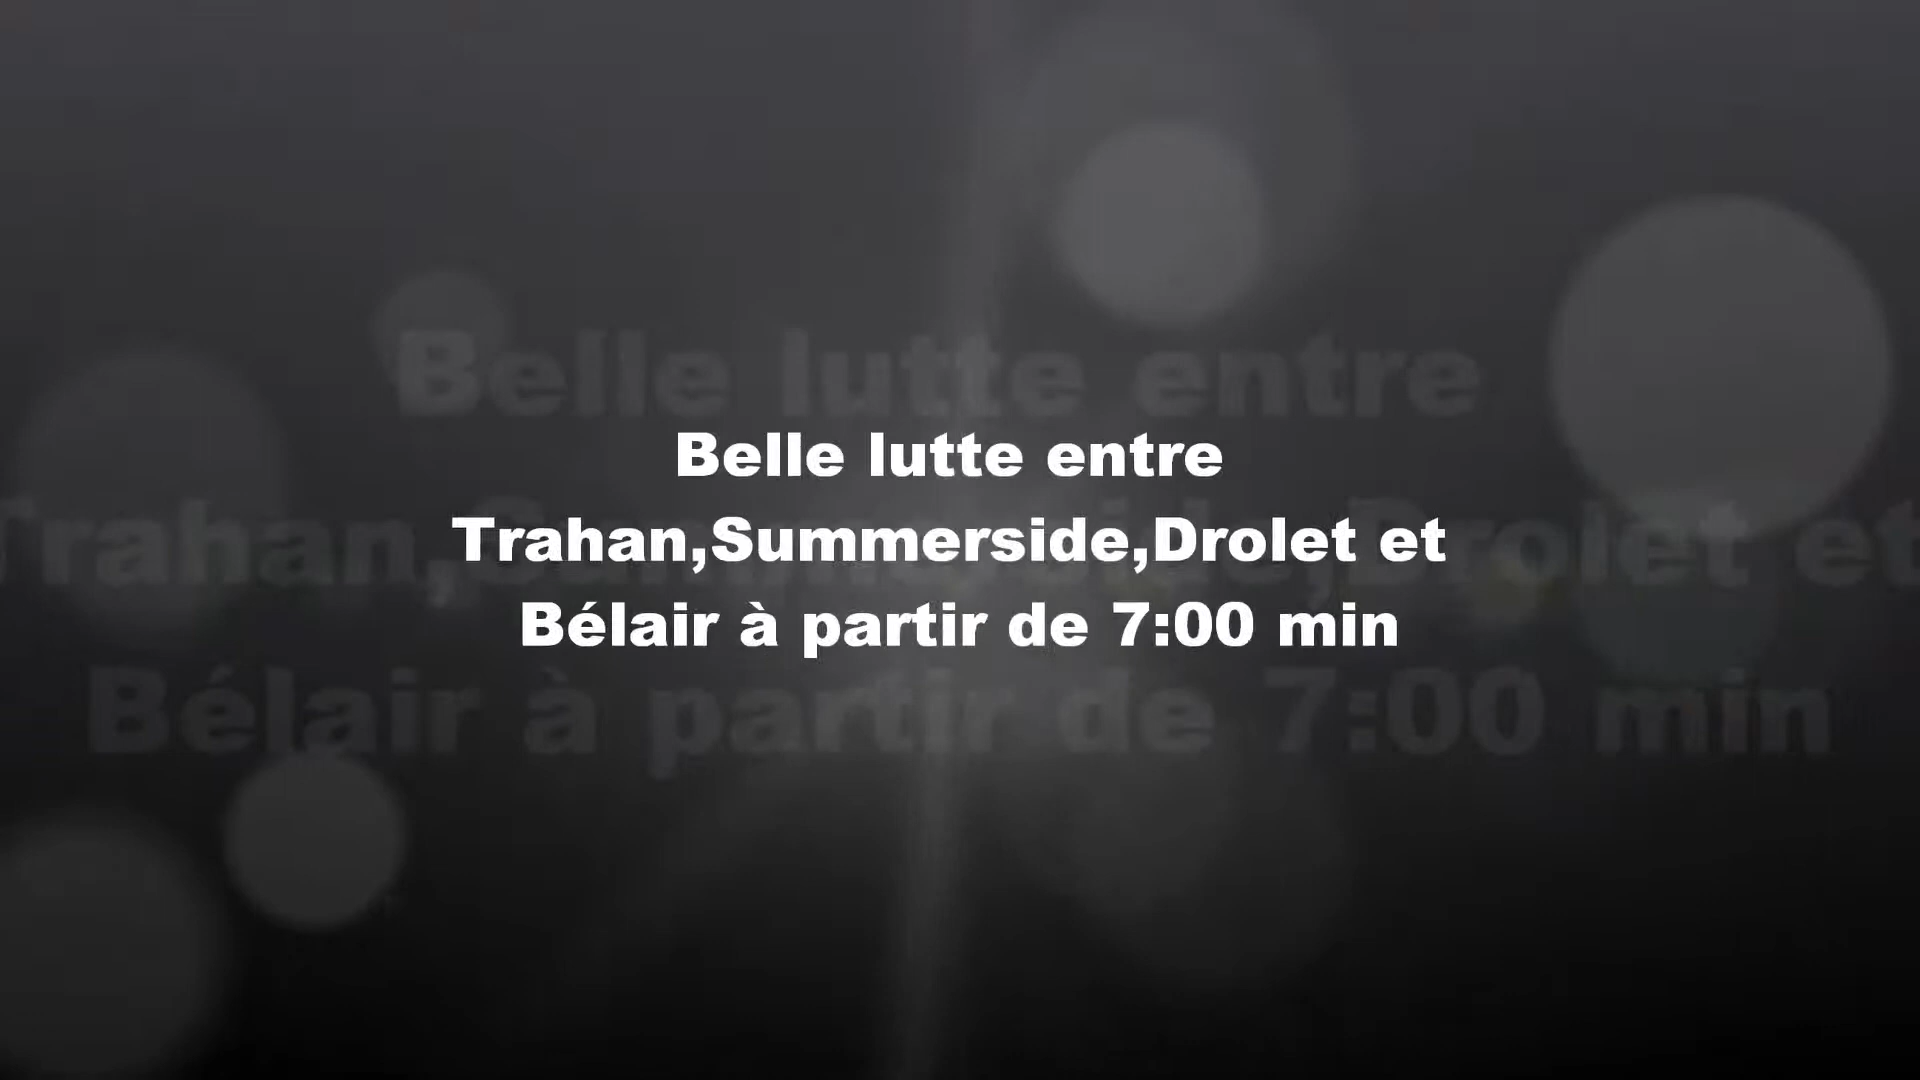 Belle lutte entre
Trahan,Summerside,Drolet et
Bélair à partir de 7:00 min